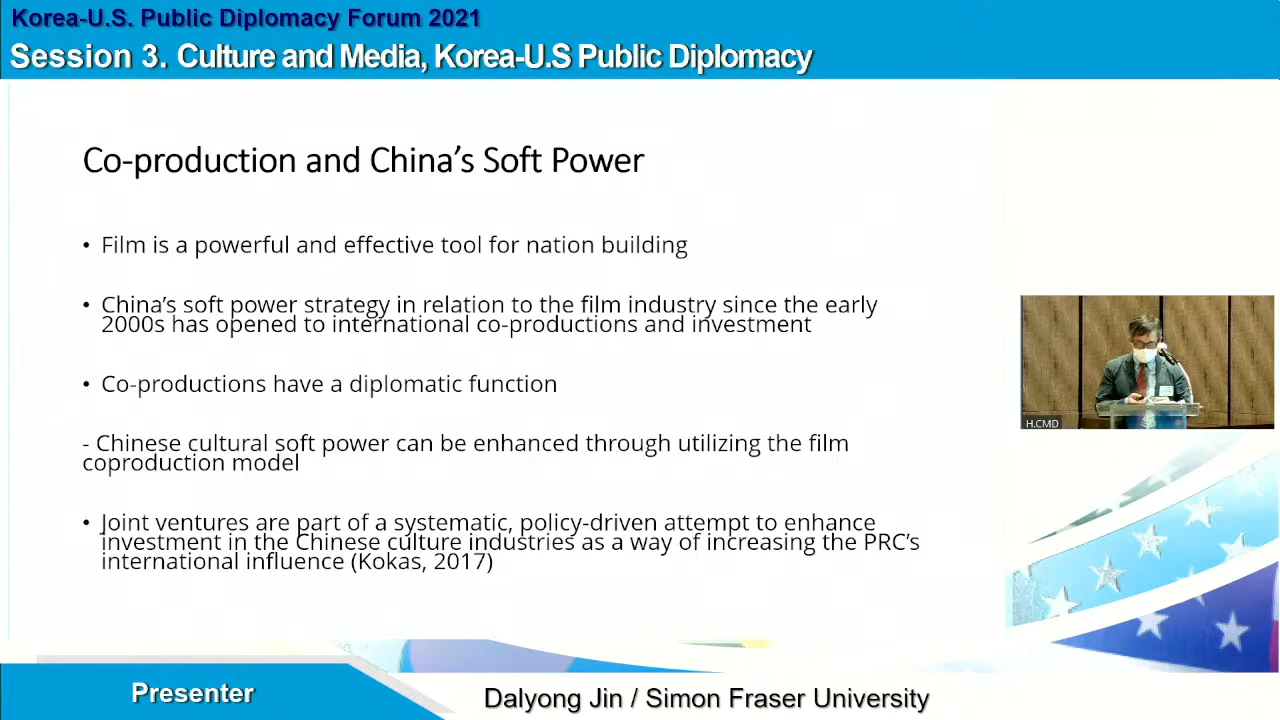 Korea-U.S. Public Diplomacy Forum 2021
Session 3. Culture and Media, Korea-U.S Public Diplomacy
Co-production and China's Soft Power
• Film is a powerful and effective tool for nation building
• China's soft power strategy in relation to the film industry since the early
2000s has opened to international co-productions and investment
• Co-productions have a diplomatic function
- Chinese cultural soft power can be enhanced through utilizing the film
coproduction model
• Joint ventures are part of a systematic, policy-driven attempt to enhance
investment in the Chinese culture industries as a way of increasing the PRC's
international influence (Kokas, 2017)
H.CMD
Presenter
Dalyong Jin / Simon Fraser University